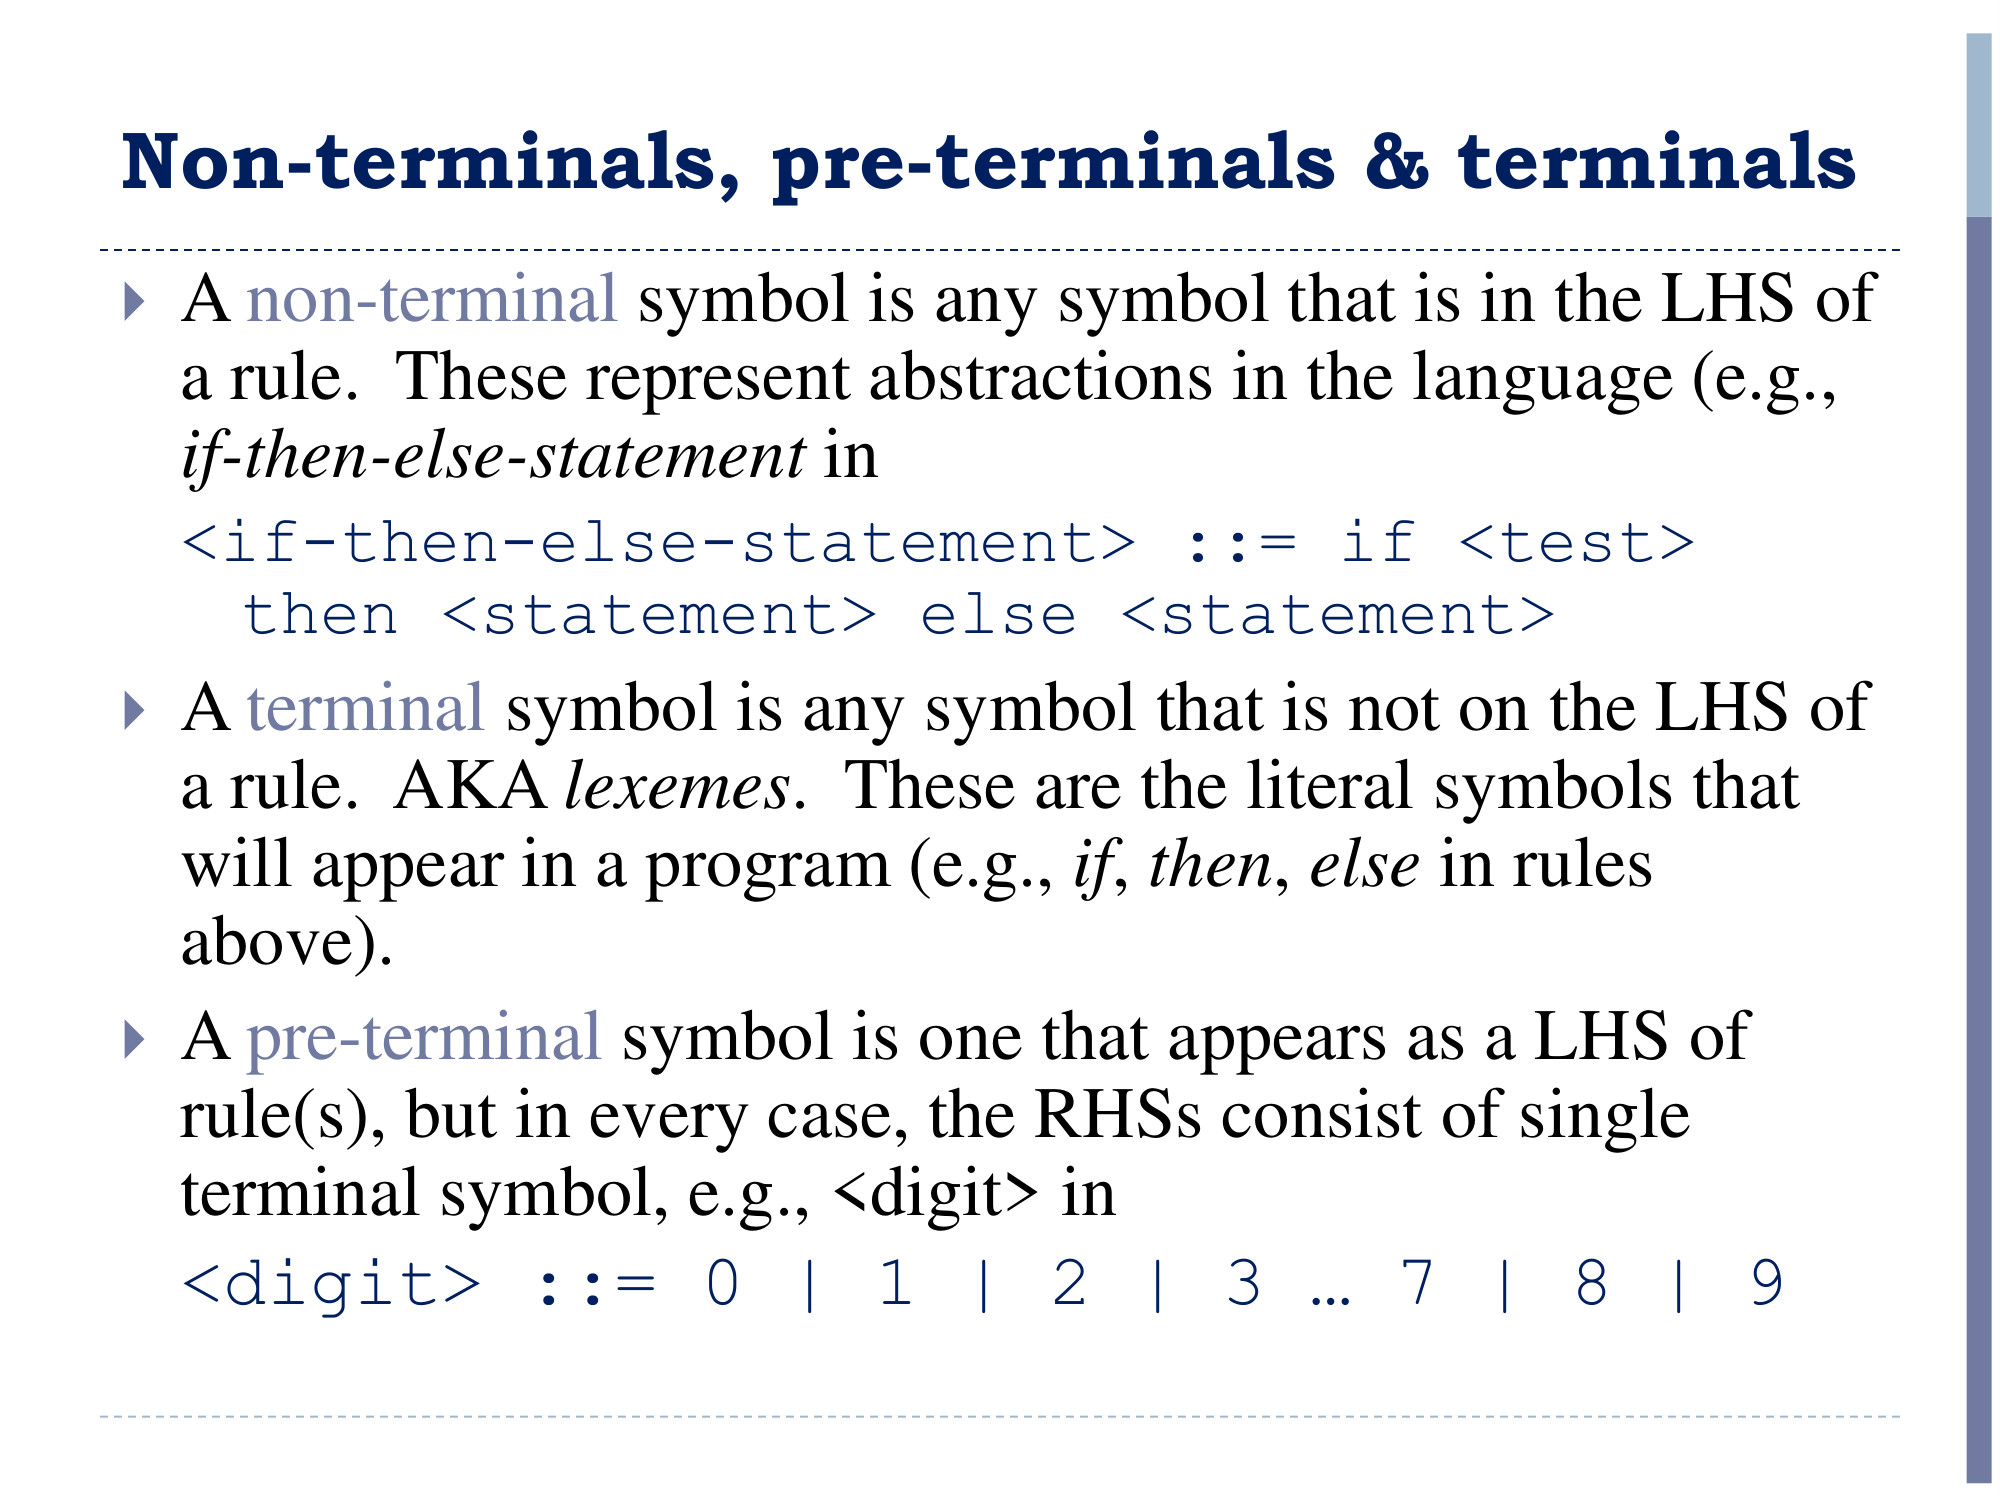 Non-terminals, pre-terminals & terminals
A non-terminal symbol is any symbol that is in the LHS of
a rule.  These represent abstractions in the language (e.g.,
if-then-else-statement in
<if-then-else-statement> ::= if <test>
then <statement> else <statement>
A terminal symbol is any symbol that is not on the LHS of
a rule.  AKA lexemes.  These are the literal symbols that
will appear in a program (e.g., if, then, else in rules
above).
A pre-terminal symbol is one that appears as a LHS of
rule(s), but in every case, the RHSs consist of single
terminal symbol, e.g., <digit> in
<digit> ::= 0 | 1 | 2 | 3 … 7 | 8 | 9